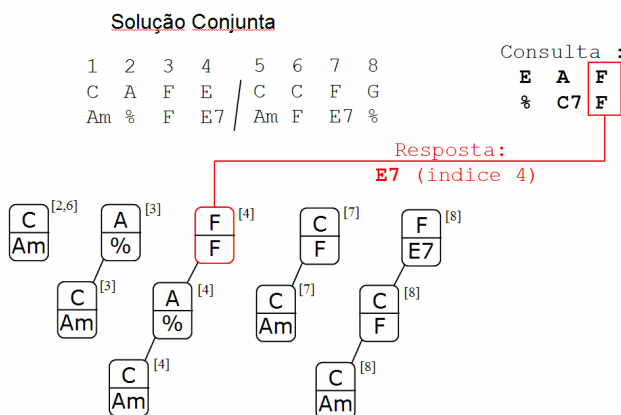 Solução Conjunta
Consulta :
1 2 3 4 5 6 7 8
C A F E / C C F G
Am % F E7 Am F E7 %
E A F
% C7 F
Resposta:
E7 (indice 4)
C [2,6]
Am
A [3]
%
C [3]
Am
F [4]
F
A [4]
%
C [4]
Am
C [7]
F
C [7]
Am
F [8]
E7
C [8]
F
C [8]
Am